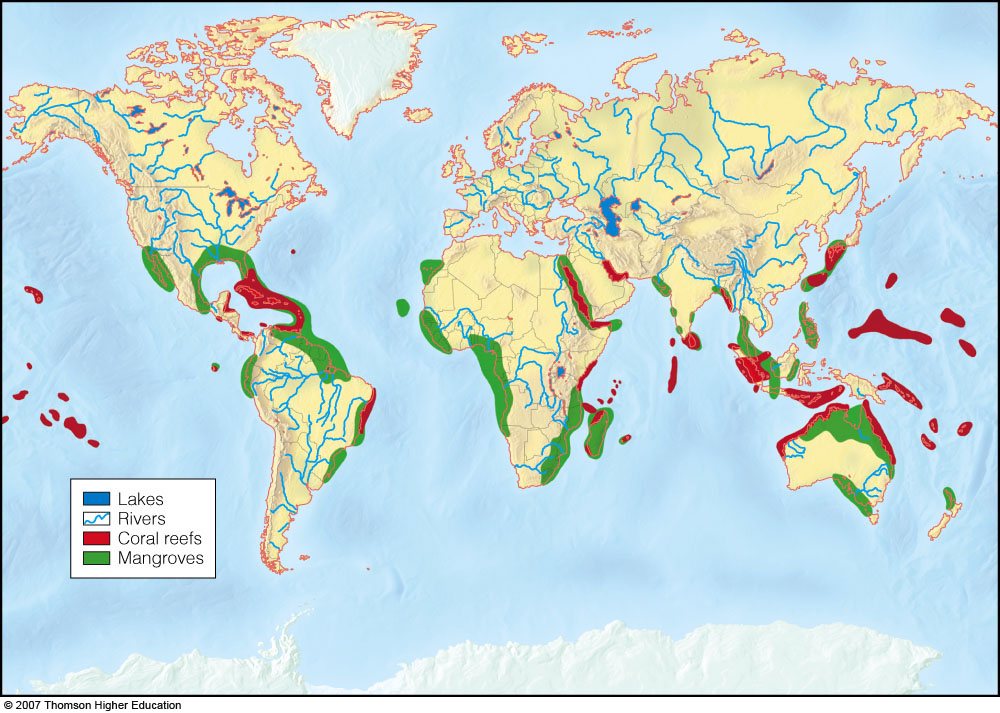 Lakes
Rivers
Coral reefs
Mangroves
© 2007 Thomson Higher Education